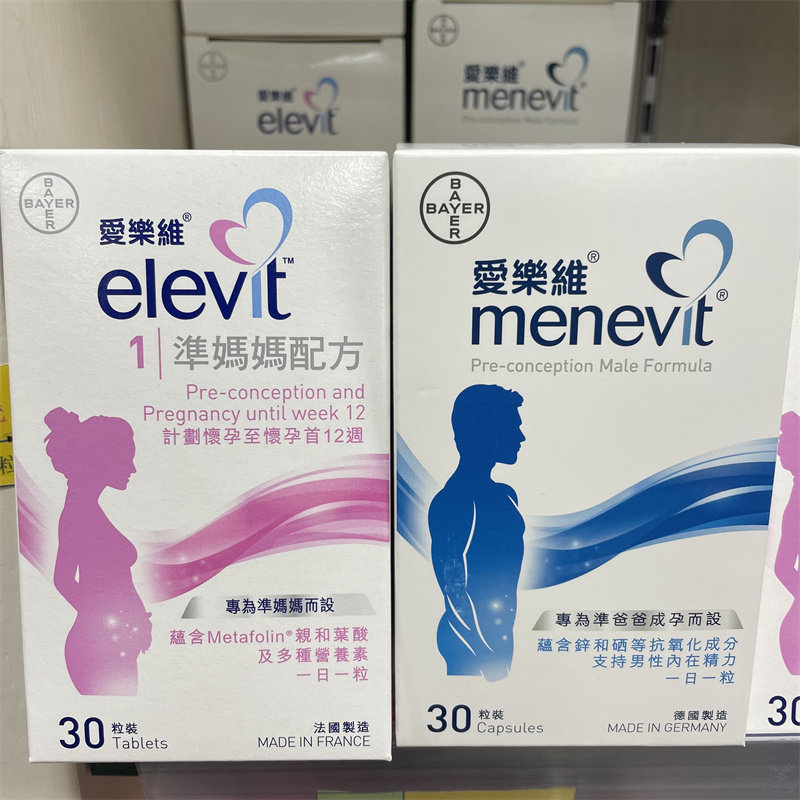 BAYER
愛樂維®
elevit
BAYER
愛樂維®
menevit
Pre-conception Male Formula
BAYER
BAYER
愛樂維®
elevit™
1 | 準媽媽配方
Pre-conception and
Pregnancy until week 12
計劃懷孕至懷孕首12週
專為準媽媽而設
蘊含Metafolin®親和葉酸
及多種營養素
一日一粒
30 粒裝
Tablets
法國製造
MADE IN FRANCE
BAYER
BAYER
愛樂維®
menevit®
Pre-conception Male Formula
專為準爸爸成孕而設
蘊含鋅和硒等抗氧化成分
支持男性內在精力
一日一粒
30 粒裝
Capsules
德國製造
MADE IN GERMANY
30
粒